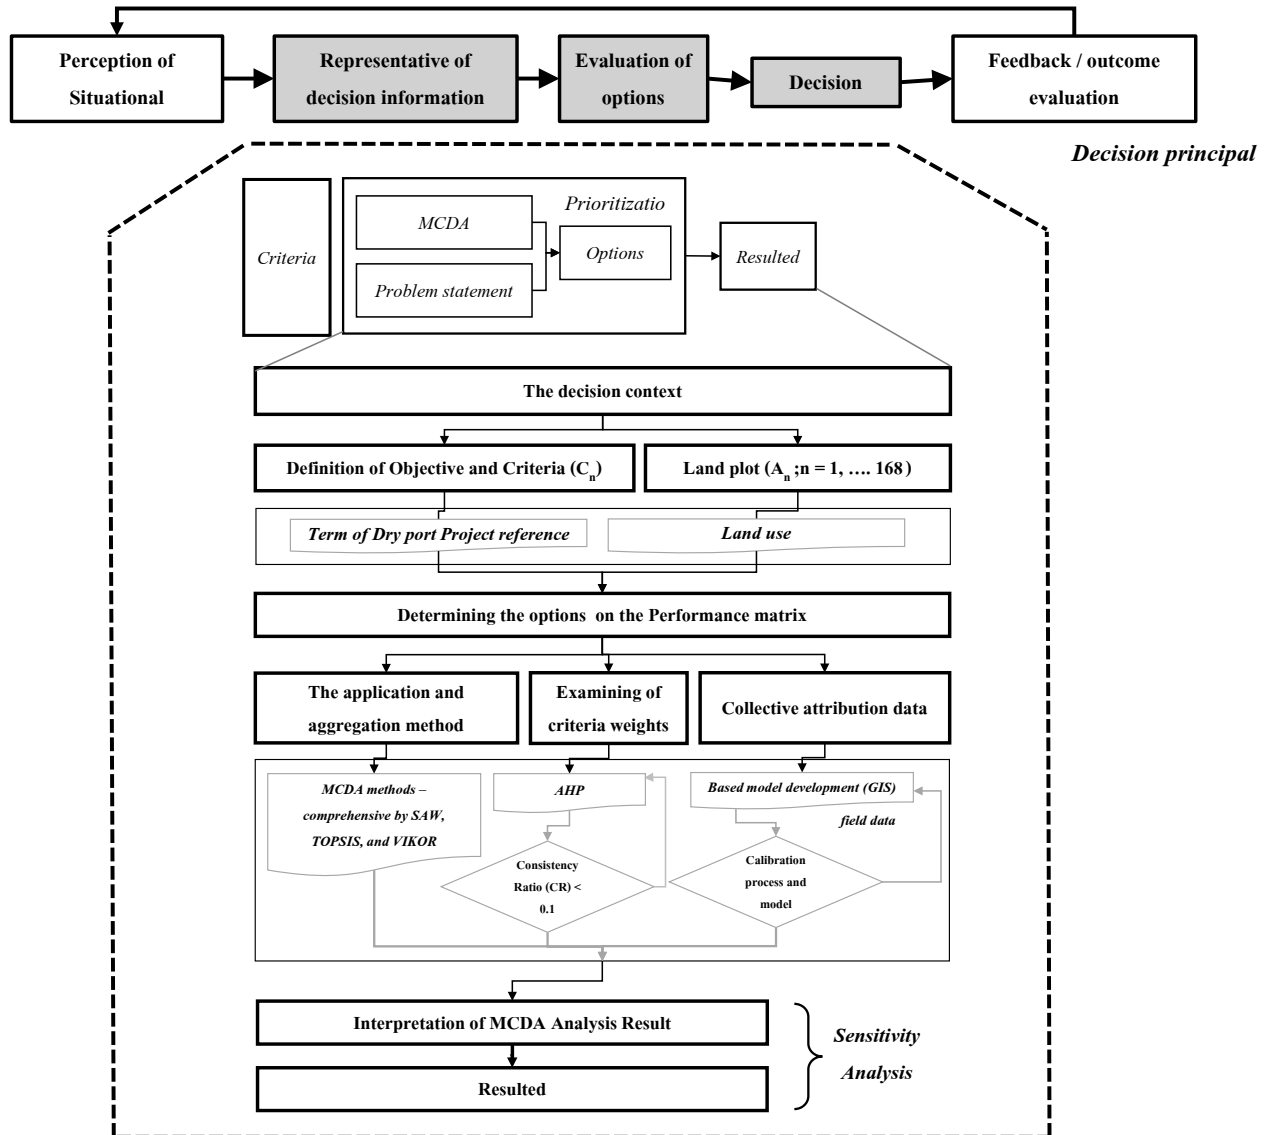 Perception of
Situational
Representative of
decision information
Evaluation of
options
Decision
Feedback / outcome
evaluation
Decision principal
Criteria
Prioritizatio
MCDA
Problem statement
Options
Resulted
The decision context
Definition of Objective and Criteria (Cn)
Land plot (An ;n = 1, …. 168 )
Term of Dry port Project reference
Land use
Determining the options on the Performance matrix
The application and
aggregation method
Examining of
criteria weights
Collective attribution data
MCDA methods –
comprehensive by SAW,
TOPSIS, and VIKOR
AHP
Based model development (GIS)
field data
Consistency
Ratio (CR) <
0.1
Calibration
process and
model
Interpretation of MCDA Analysis Result
Resulted
Sensitivity
Analysis